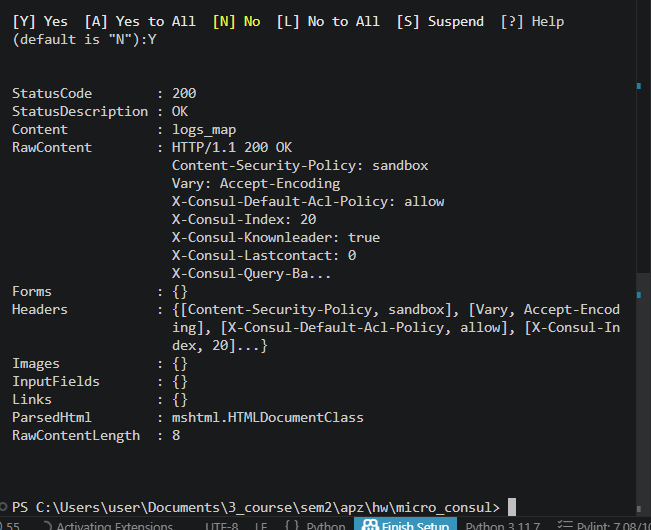 [Y] Yes  [A] Yes to All  [N] No  [L] No to All  [S] Suspend  [?] Help
(default is "N"):Y
StatusCode        : 200
StatusDescription : OK
Content           : logs_map
RawContent        : HTTP/1.1 200 OK
                    Content-Security-Policy: sandbox
                    Vary: Accept-Encoding
                    X-Consul-Default-Acl-Policy: allow
                    X-Consul-Index: 20
                    X-Consul-Knownleader: true
                    X-Consul-Lastcontact: 0
                    X-Consul-Query-Ba...
Forms             : {}
Headers           : {[Content-Security-Policy, sandbox], [Vary, Accept-Encod
                    ing], [X-Consul-Default-Acl-Policy, allow], [X-Consul-In
                    dex, 20]...}
Images            : {}
InputFields       : {}
Links             : {}
ParsedHtml        : mshtml.HTMLDocumentClass
RawContentLength  : 8
PS C:\Users\user\Documents\3_course\sem2\apz\hw\micro_consul>
55 Activating Extensions UTF-8 LF { } Python Finish Setup Python 3.11.7 Pylint: 7.08/10